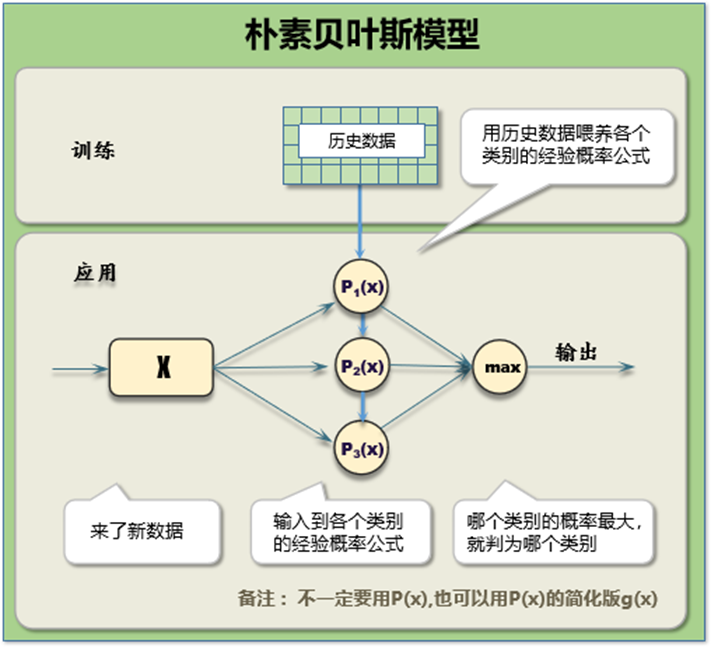 朴素贝叶斯模型
训练
历史数据
用历史数据喂养各个
类别的经验概率公式
应用
P₁(x)
X
P₂(x)
max
输出
P₃(x)
来了新数据
输入到各个类别
的经验概率公式
哪个类别的概率最大，
就判为哪个类别
备注： 不一定要用P(x),也可以用P(x)的简化版g(x)